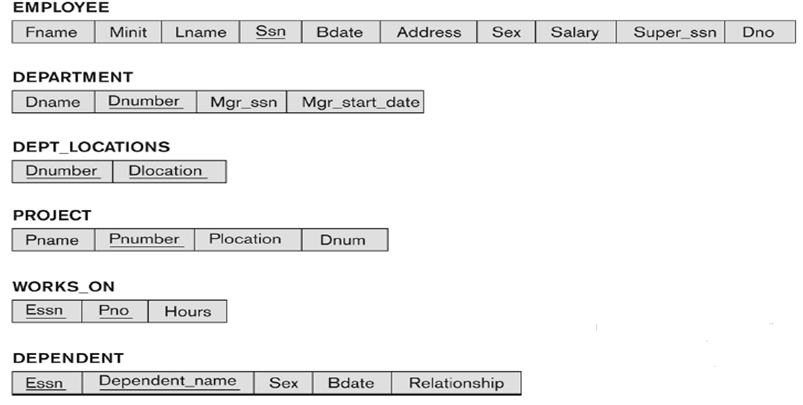 EMPLOYEE
Fname Minit Lname Ssn Bdate Address Sex Salary Super_ssn Dno
DEPARTMENT
Dname Dnumber Mgr_ssn Mgr_start_date
DEPT_LOCATIONS
Dnumber Dlocation
PROJECT
Pname Pnumber Plocation Dnum
WORKS_ON
Essn Pno Hours
DEPENDENT
Essn Dependent_name Sex Bdate Relationship